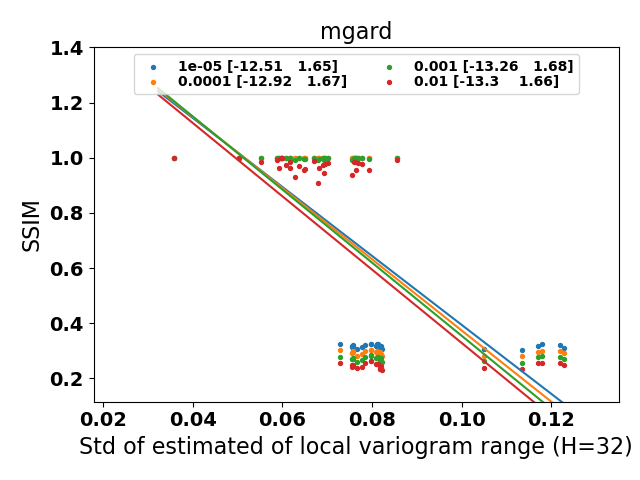 mgard
1e-05 [-12.51 1.65]
0.0001 [-12.92 1.67]
0.001 [-13.26 1.68]
0.01 [-13.3 1.66]
1.4
1.2
1.0
0.8
0.6
0.4
0.2
SSIM
0.02 0.04 0.06 0.08 0.10 0.12
Std of estimated of local variogram range (H=32)